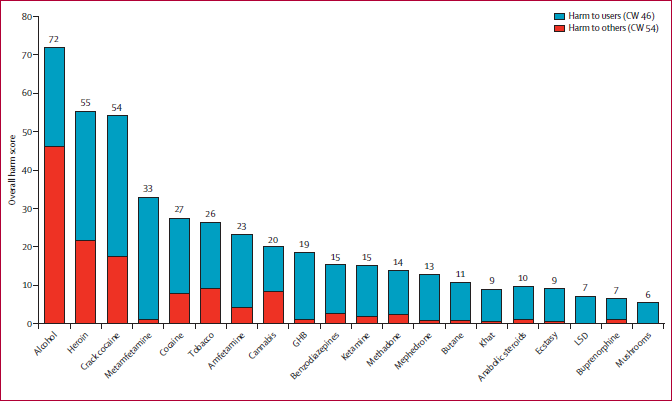 Harm to users (CW 46)
Harm to others (CW 54)
Overall harm score
80
70
60
50
40
30
20
10
0
72
55
54
33
27
26
23
20
19
15
15
14
13
11
9
10
9
7
7
6
Alcohol
Heroin
Crack cocaine
Metamfetamine
Cocaine
Tobacco
Amfetamine
Cannabis
GHB
Benzodiazepines
Ketamine
Methadone
Mephedrone
Butane
Khat
Anabolic steroids
Ecstasy
LSD
Buprenorphine
Mushrooms